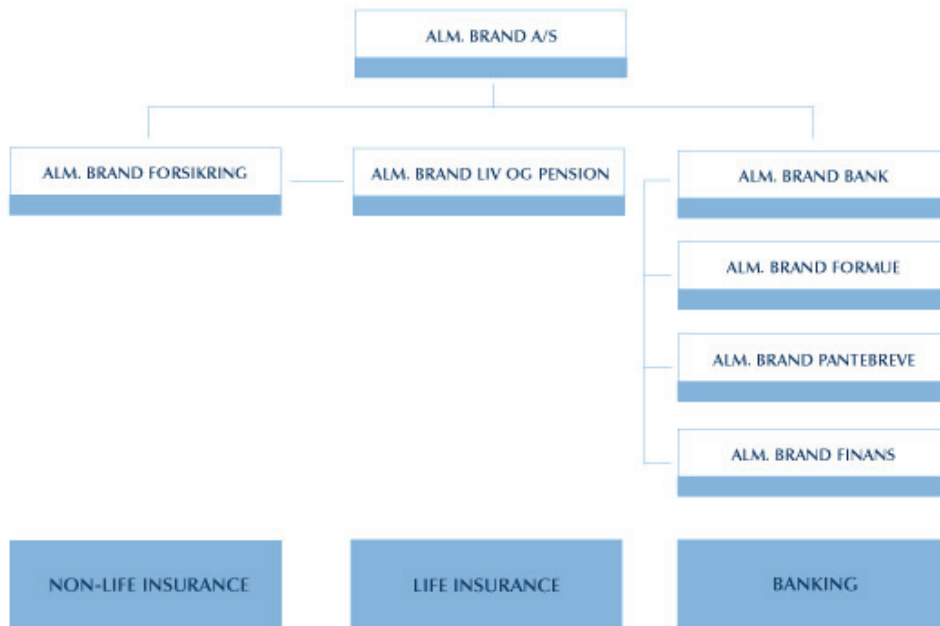 ALM. BRAND A/S
ALM. BRAND FORSIKRING
ALM. BRAND LIV OG PENSION
ALM. BRAND BANK
ALM. BRAND FORMUE
ALM. BRAND PANTEBREVE
ALM. BRAND FINANS
NON-LIFE INSURANCE
LIFE INSURANCE
BANKING